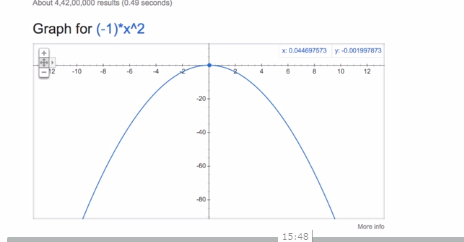 About 4,42,00,000 results (0.49 seconds)
Graph for (-1)*x^2
x: 0.044697573 y: -0.001997873
-12 -10 -8 -6 -4 -2 2 4 6 8 10 12
-20
-40
-60
-80
More info
15:48